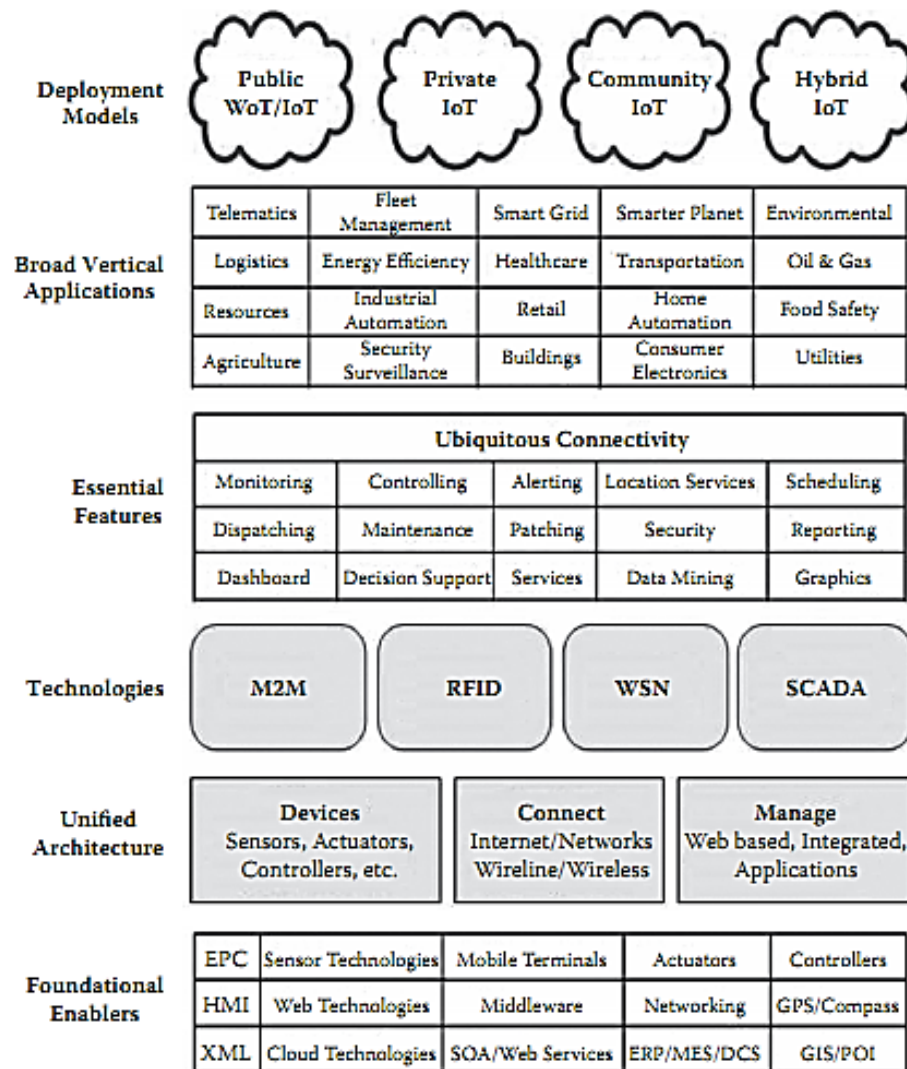 Deployment Models
Public WoT/IoT
Private IoT
Community IoT
Hybrid IoT
Broad Vertical Applications
Telematics
Fleet Management
Smart Grid
Smarter Planet
Environmental
Logistics
Energy Efficiency
Healthcare
Transportation
Oil & Gas
Resources
Industrial Automation
Retail
Home Automation
Food Safety
Agriculture
Security Surveillance
Buildings
Consumer Electronics
Utilities
Essential Features
Ubiquitous Connectivity
Monitoring
Controlling
Alerting
Location Services
Scheduling
Dispatching
Maintenance
Patching
Security
Reporting
Dashboard
Decision Support
Services
Data Mining
Graphics
Technologies
M2M
RFID
WSN
SCADA
Unified Architecture
Devices
Sensors, Actuators,
Controllers, etc.
Connect
Internet/Networks
Wireline/Wireless
Manage
Web based, Integrated,
Applications
Foundational Enablers
EPC
Sensor Technologies
Mobile Terminals
Actuators
Controllers
HMI
Web Technologies
Middleware
Networking
GPS/Compass
XML
Cloud Technologies
SOA/Web Services
ERP/MES/DCS
GIS/POI